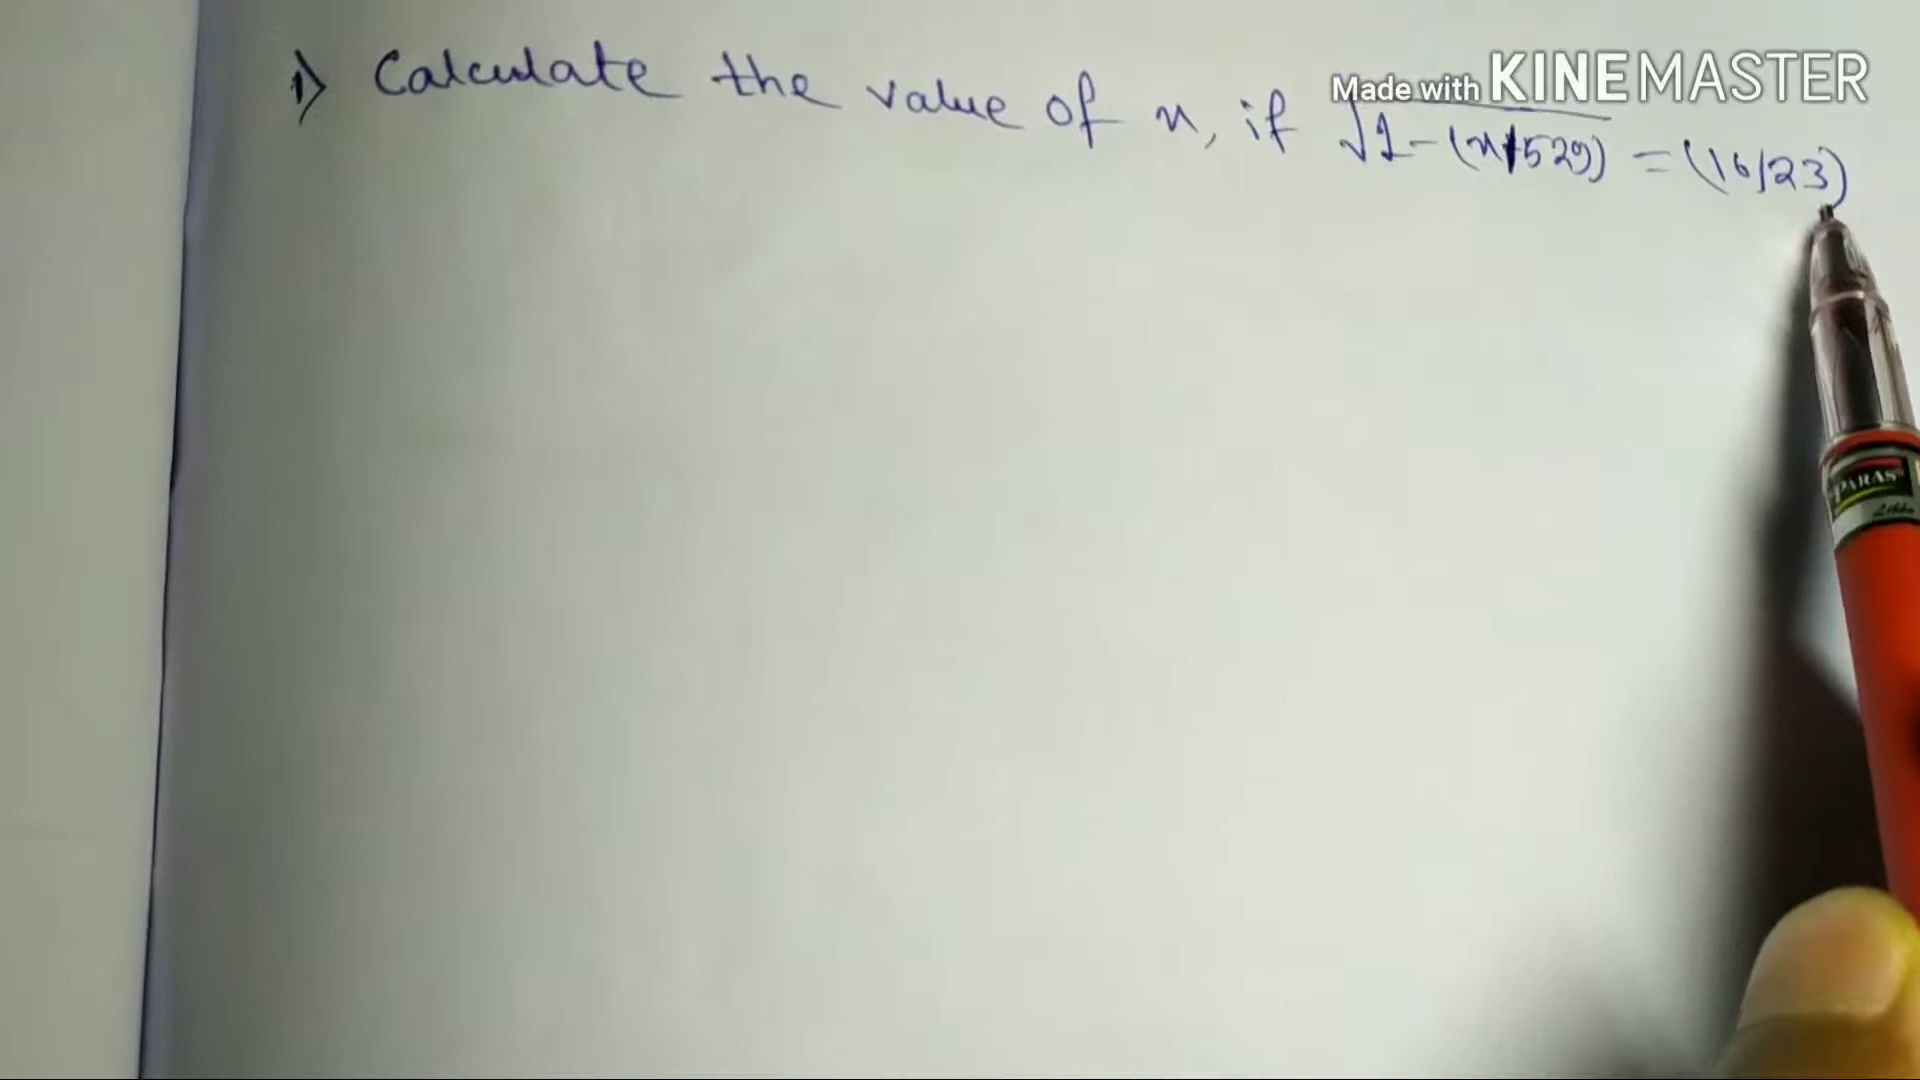 Made with KINEMASTER
1) Calculate the value of x, if √1-(x/529) = (16/23)
PARAS